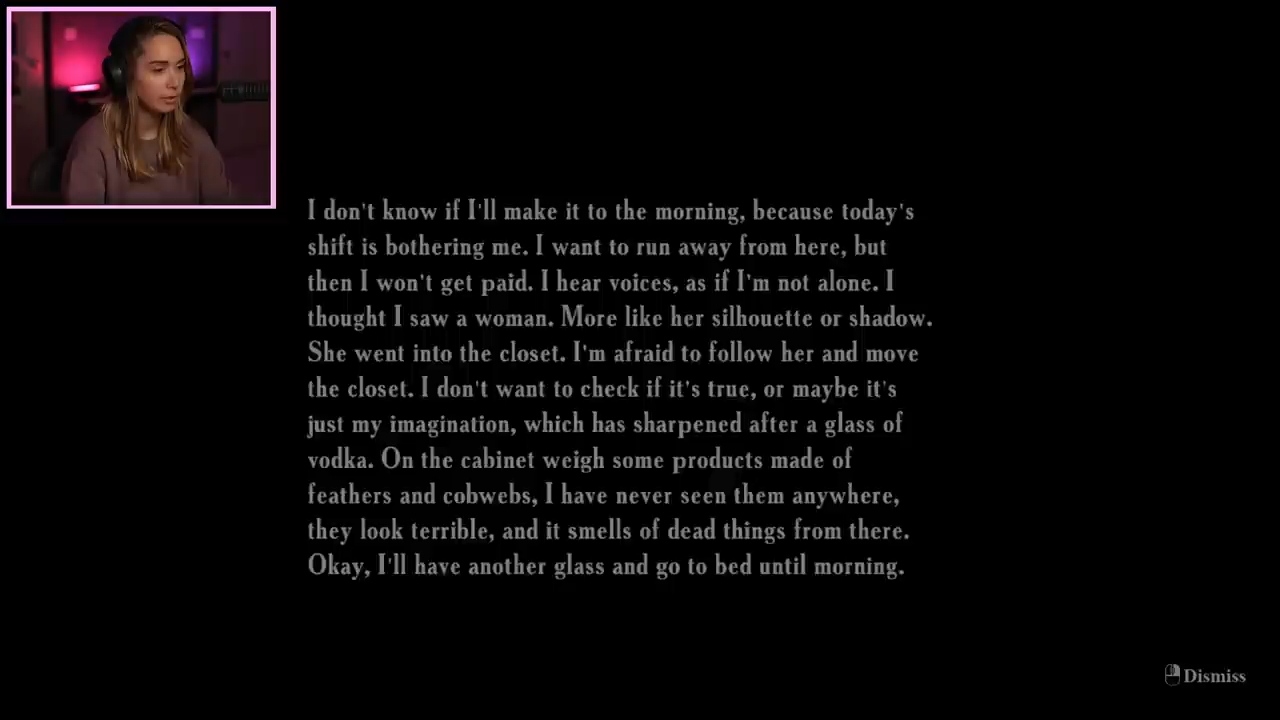 I don't know if I'll make it to the morning, because today's
shift is bothering me. I want to run away from here, but
then I won't get paid. I hear voices, as if I'm not alone. I
thought I saw a woman. More like her silhouette or shadow.
She went into the closet. I'm afraid to follow her and move
the closet. I don't want to check if it's true, or maybe it's
just my imagination, which has sharpened after a glass of
vodka. On the cabinet weigh some products made of
feathers and cobwebs, I have never seen them anywhere,
they look terrible, and it smells of dead things from there.
Okay, I'll have another glass and go to bed until morning.
Dismiss